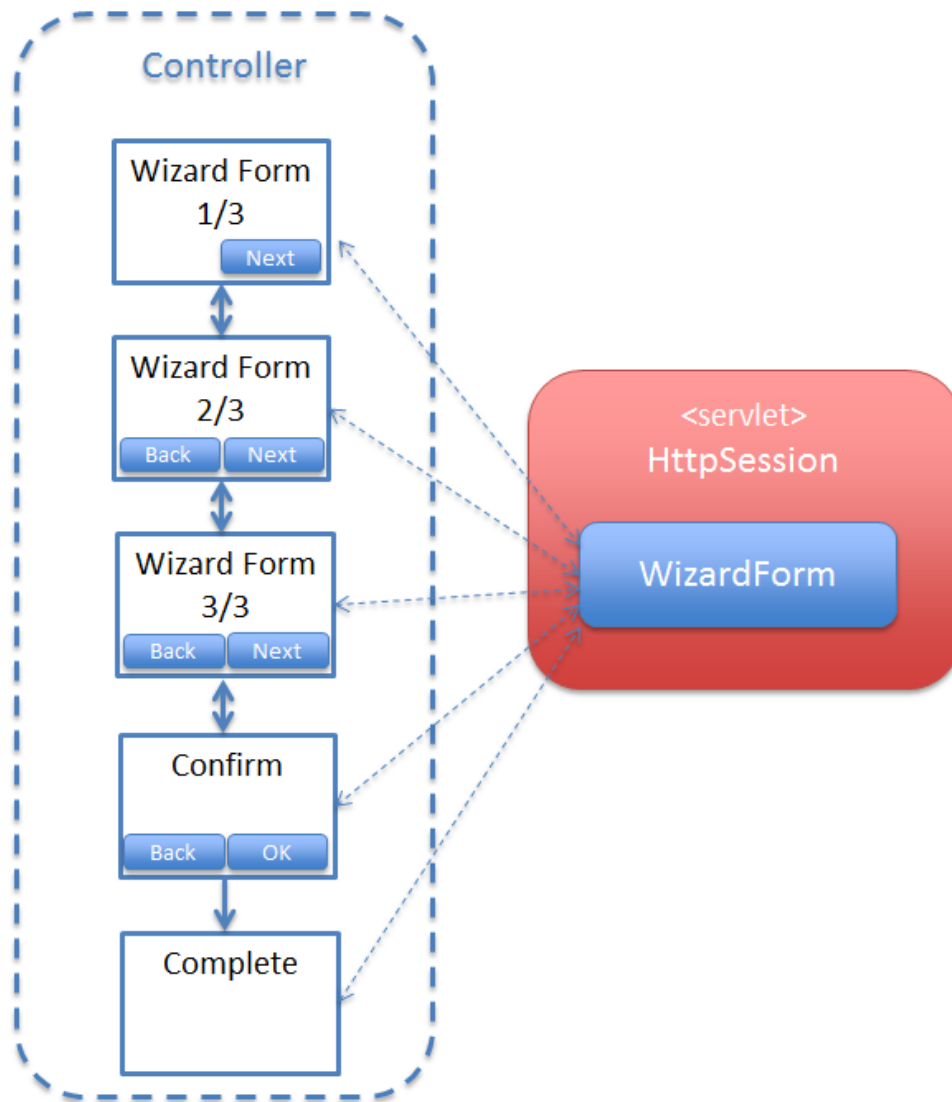 Controller
Wizard Form
1/3
Next
Wizard Form
2/3
Back Next
Wizard Form
3/3
Back Next
Confirm
Back OK
Complete
<servlet>
HttpSession
WizardForm